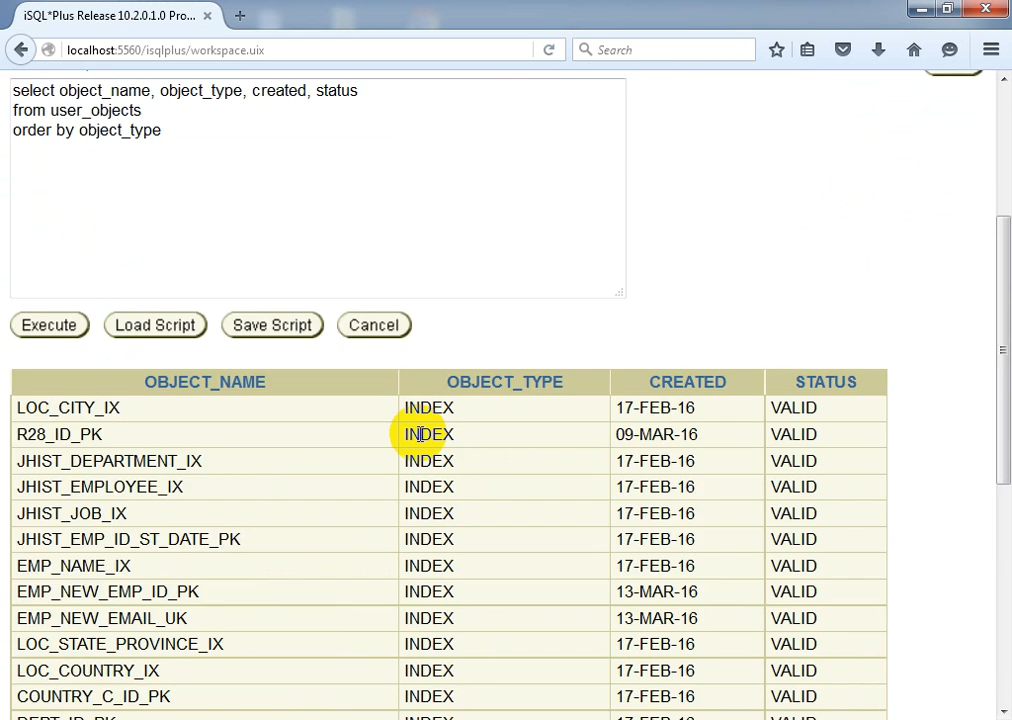 iSQL*Plus Release 10.2.0.1.0 Pro...
localhost:5560/isqlplus/workspace.uix
Search
select object_name, object_type, created, status
from user_objects
order by object_type
Execute
Load Script
Save Script
Cancel
OBJECT_NAME OBJECT_TYPE CREATED STATUS
LOC_CITY_IX INDEX 17-FEB-16 VALID
R28_ID_PK INDEX 09-MAR-16 VALID
JHIST_DEPARTMENT_IX INDEX 17-FEB-16 VALID
JHIST_EMPLOYEE_IX INDEX 17-FEB-16 VALID
JHIST_JOB_IX INDEX 17-FEB-16 VALID
JHIST_EMP_ID_ST_DATE_PK INDEX 17-FEB-16 VALID
EMP_NAME_IX INDEX 17-FEB-16 VALID
EMP_NEW_EMP_ID_PK INDEX 13-MAR-16 VALID
EMP_NEW_EMAIL_UK INDEX 13-MAR-16 VALID
LOC_STATE_PROVINCE_IX INDEX 17-FEB-16 VALID
LOC_COUNTRY_IX INDEX 17-FEB-16 VALID
COUNTRY_C_ID_PK INDEX 17-FEB-16 VALID